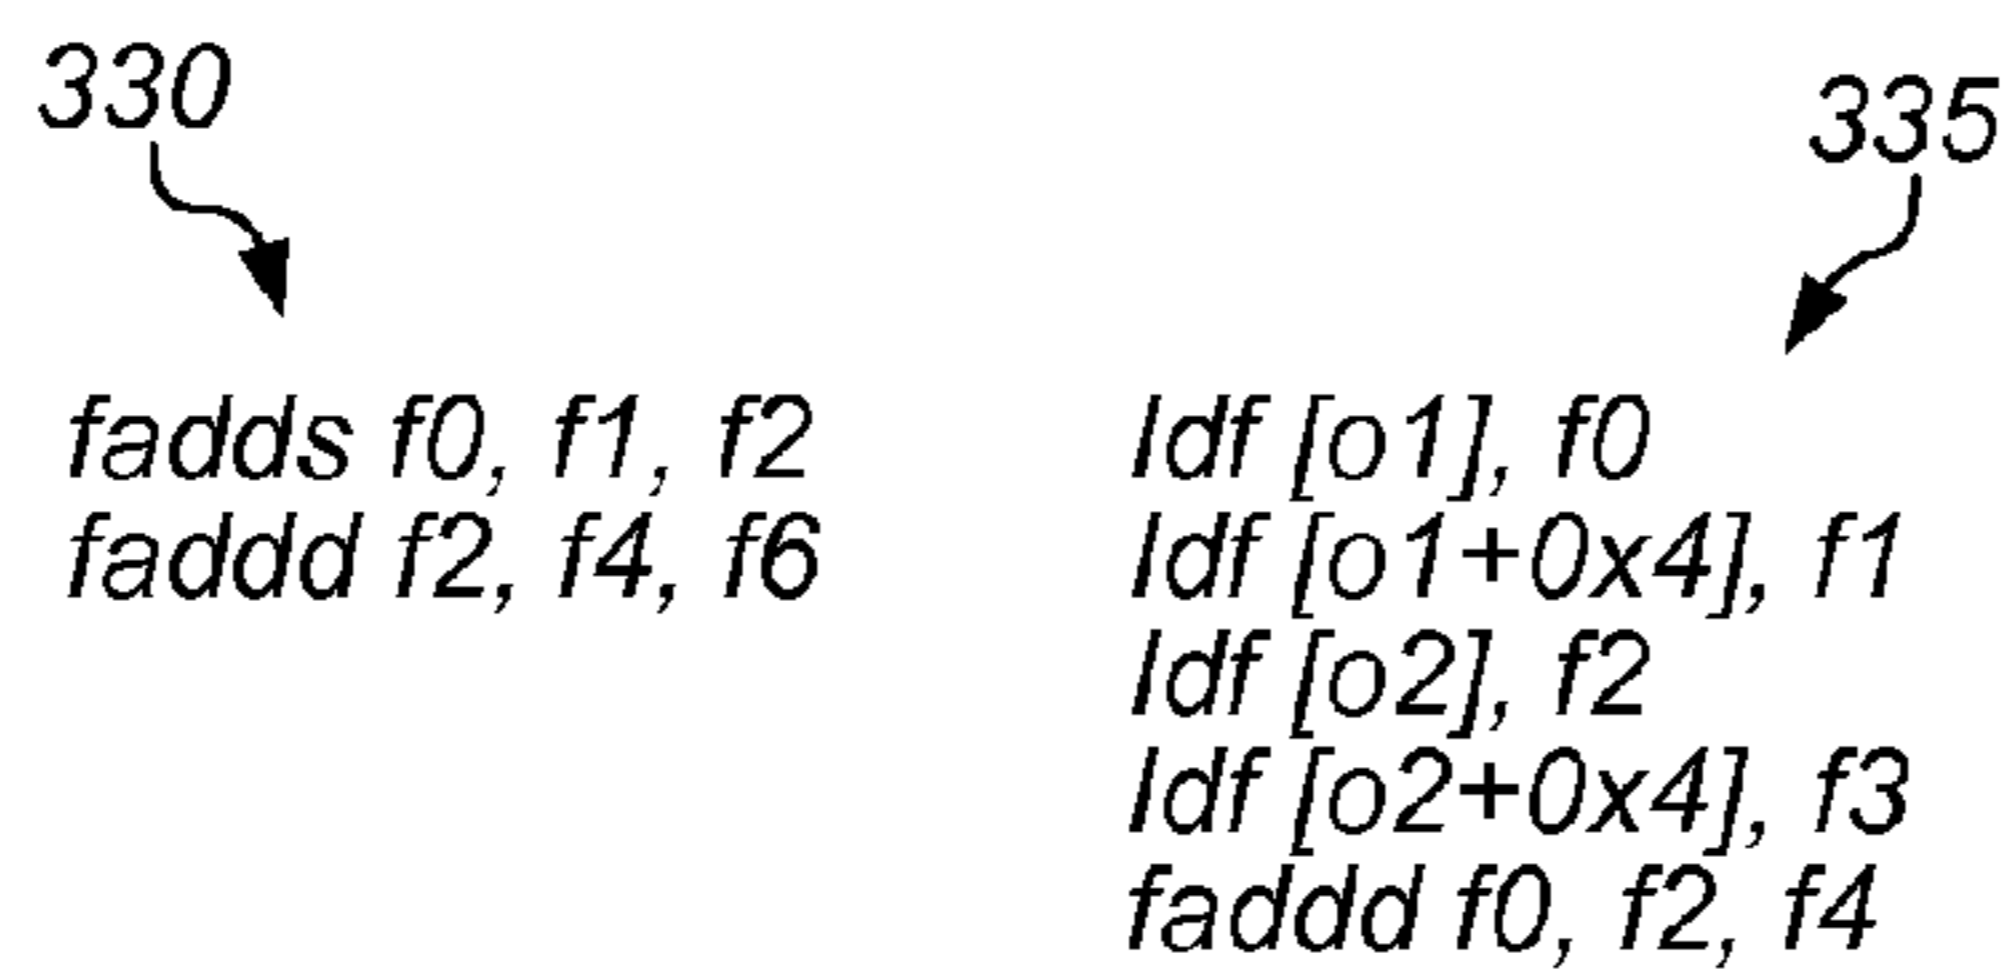 330
335
fadds f0, f1, f2
faddd f2, f4, f6
ldf [o1], f0
ldf [o1+0x4], f1
ldf [o2], f2
ldf [o2+0x4], f3
faddd f0, f2, f4